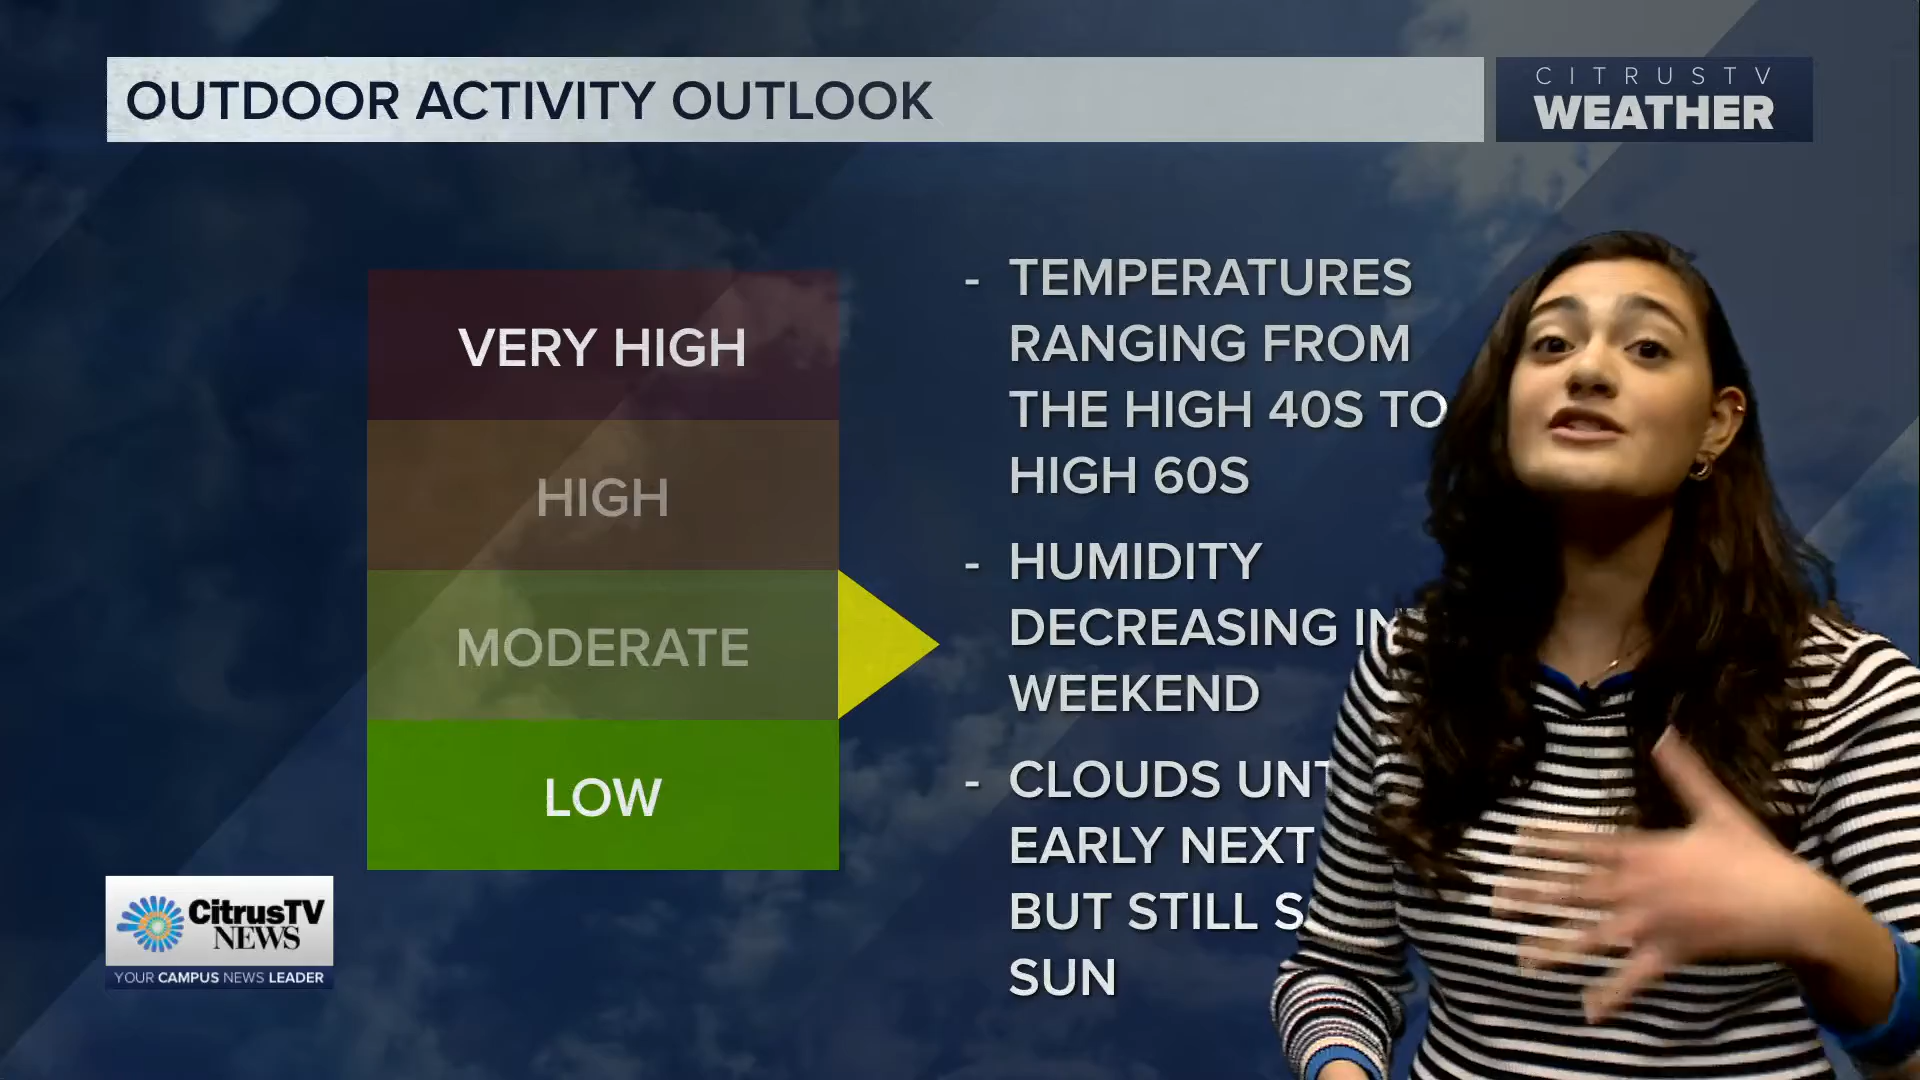 OUTDOOR ACTIVITY OUTLOOK
CITRUSTV
WEATHER
VERY HIGH
HIGH
MODERATE
LOW
- TEMPERATURES
RANGING FROM
THE HIGH 40S TO
HIGH 60S
- HUMIDITY
DECREASING
WEEKEND
- CLOUDS
EARLY NEXT
BUT STILL
SUN
CitrusTV
NEWS
YOUR CAMPUS NEWS LEADER